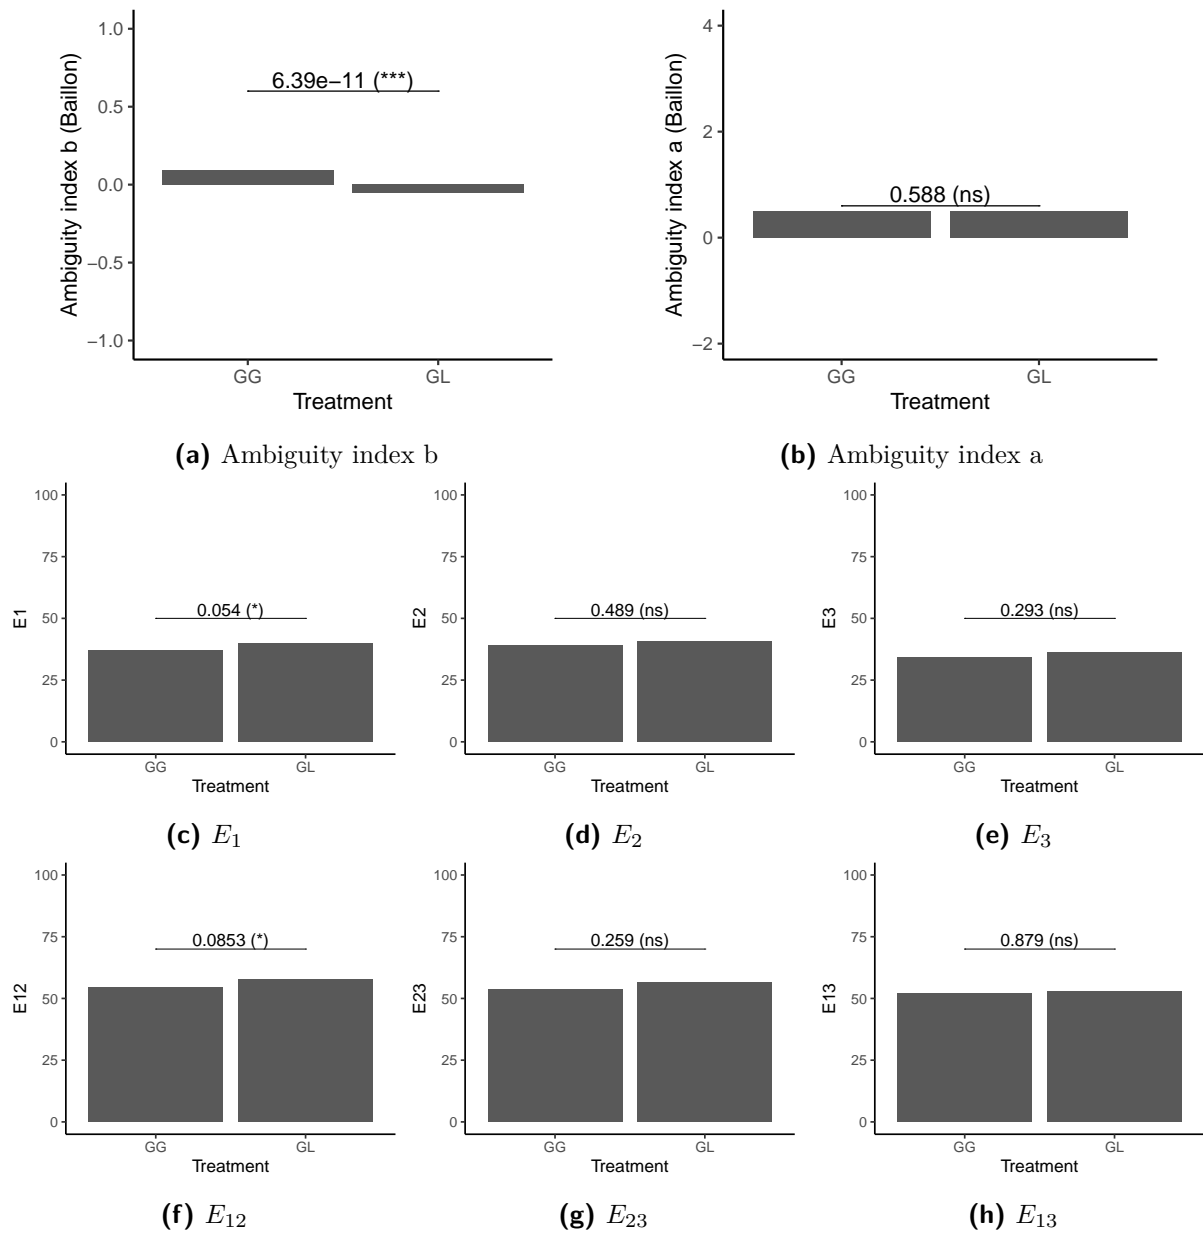 Ambiguity index b (Baillon)
1.0
0.5
0.0
−0.5
−1.0
6.39e−11 (***)
GG GL
Treatment
(a) Ambiguity index b
Ambiguity index a (Baillon)
4
2
0
−2
0.588 (ns)
GG GL
Treatment
(b) Ambiguity index a
E1
100
75
50
25
0
0.054 (*)
GG GL
Treatment
(c) E1
E2
100
75
50
25
0
0.489 (ns)
GG GL
Treatment
(d) E2
E3
100
75
50
25
0
0.293 (ns)
GG GL
Treatment
(e) E3
E12
100
75
50
25
0
0.0853 (*)
GG GL
Treatment
(f) E12
E23
100
75
50
25
0
0.259 (ns)
GG GL
Treatment
(g) E23
E13
100
75
50
25
0
0.879 (ns)
GG GL
Treatment
(h) E13